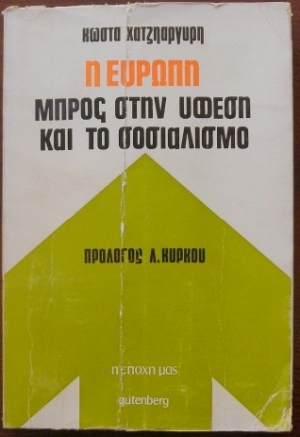 κωστα χατζηαργυρη
η ευρωπη
μπρος στην υφεση
και το σοσιαλισμο
προλογος λ. κυρκου
η εποχη μας
gutenberg